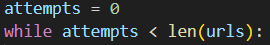 attempts = 0
while attempts < len(urls):